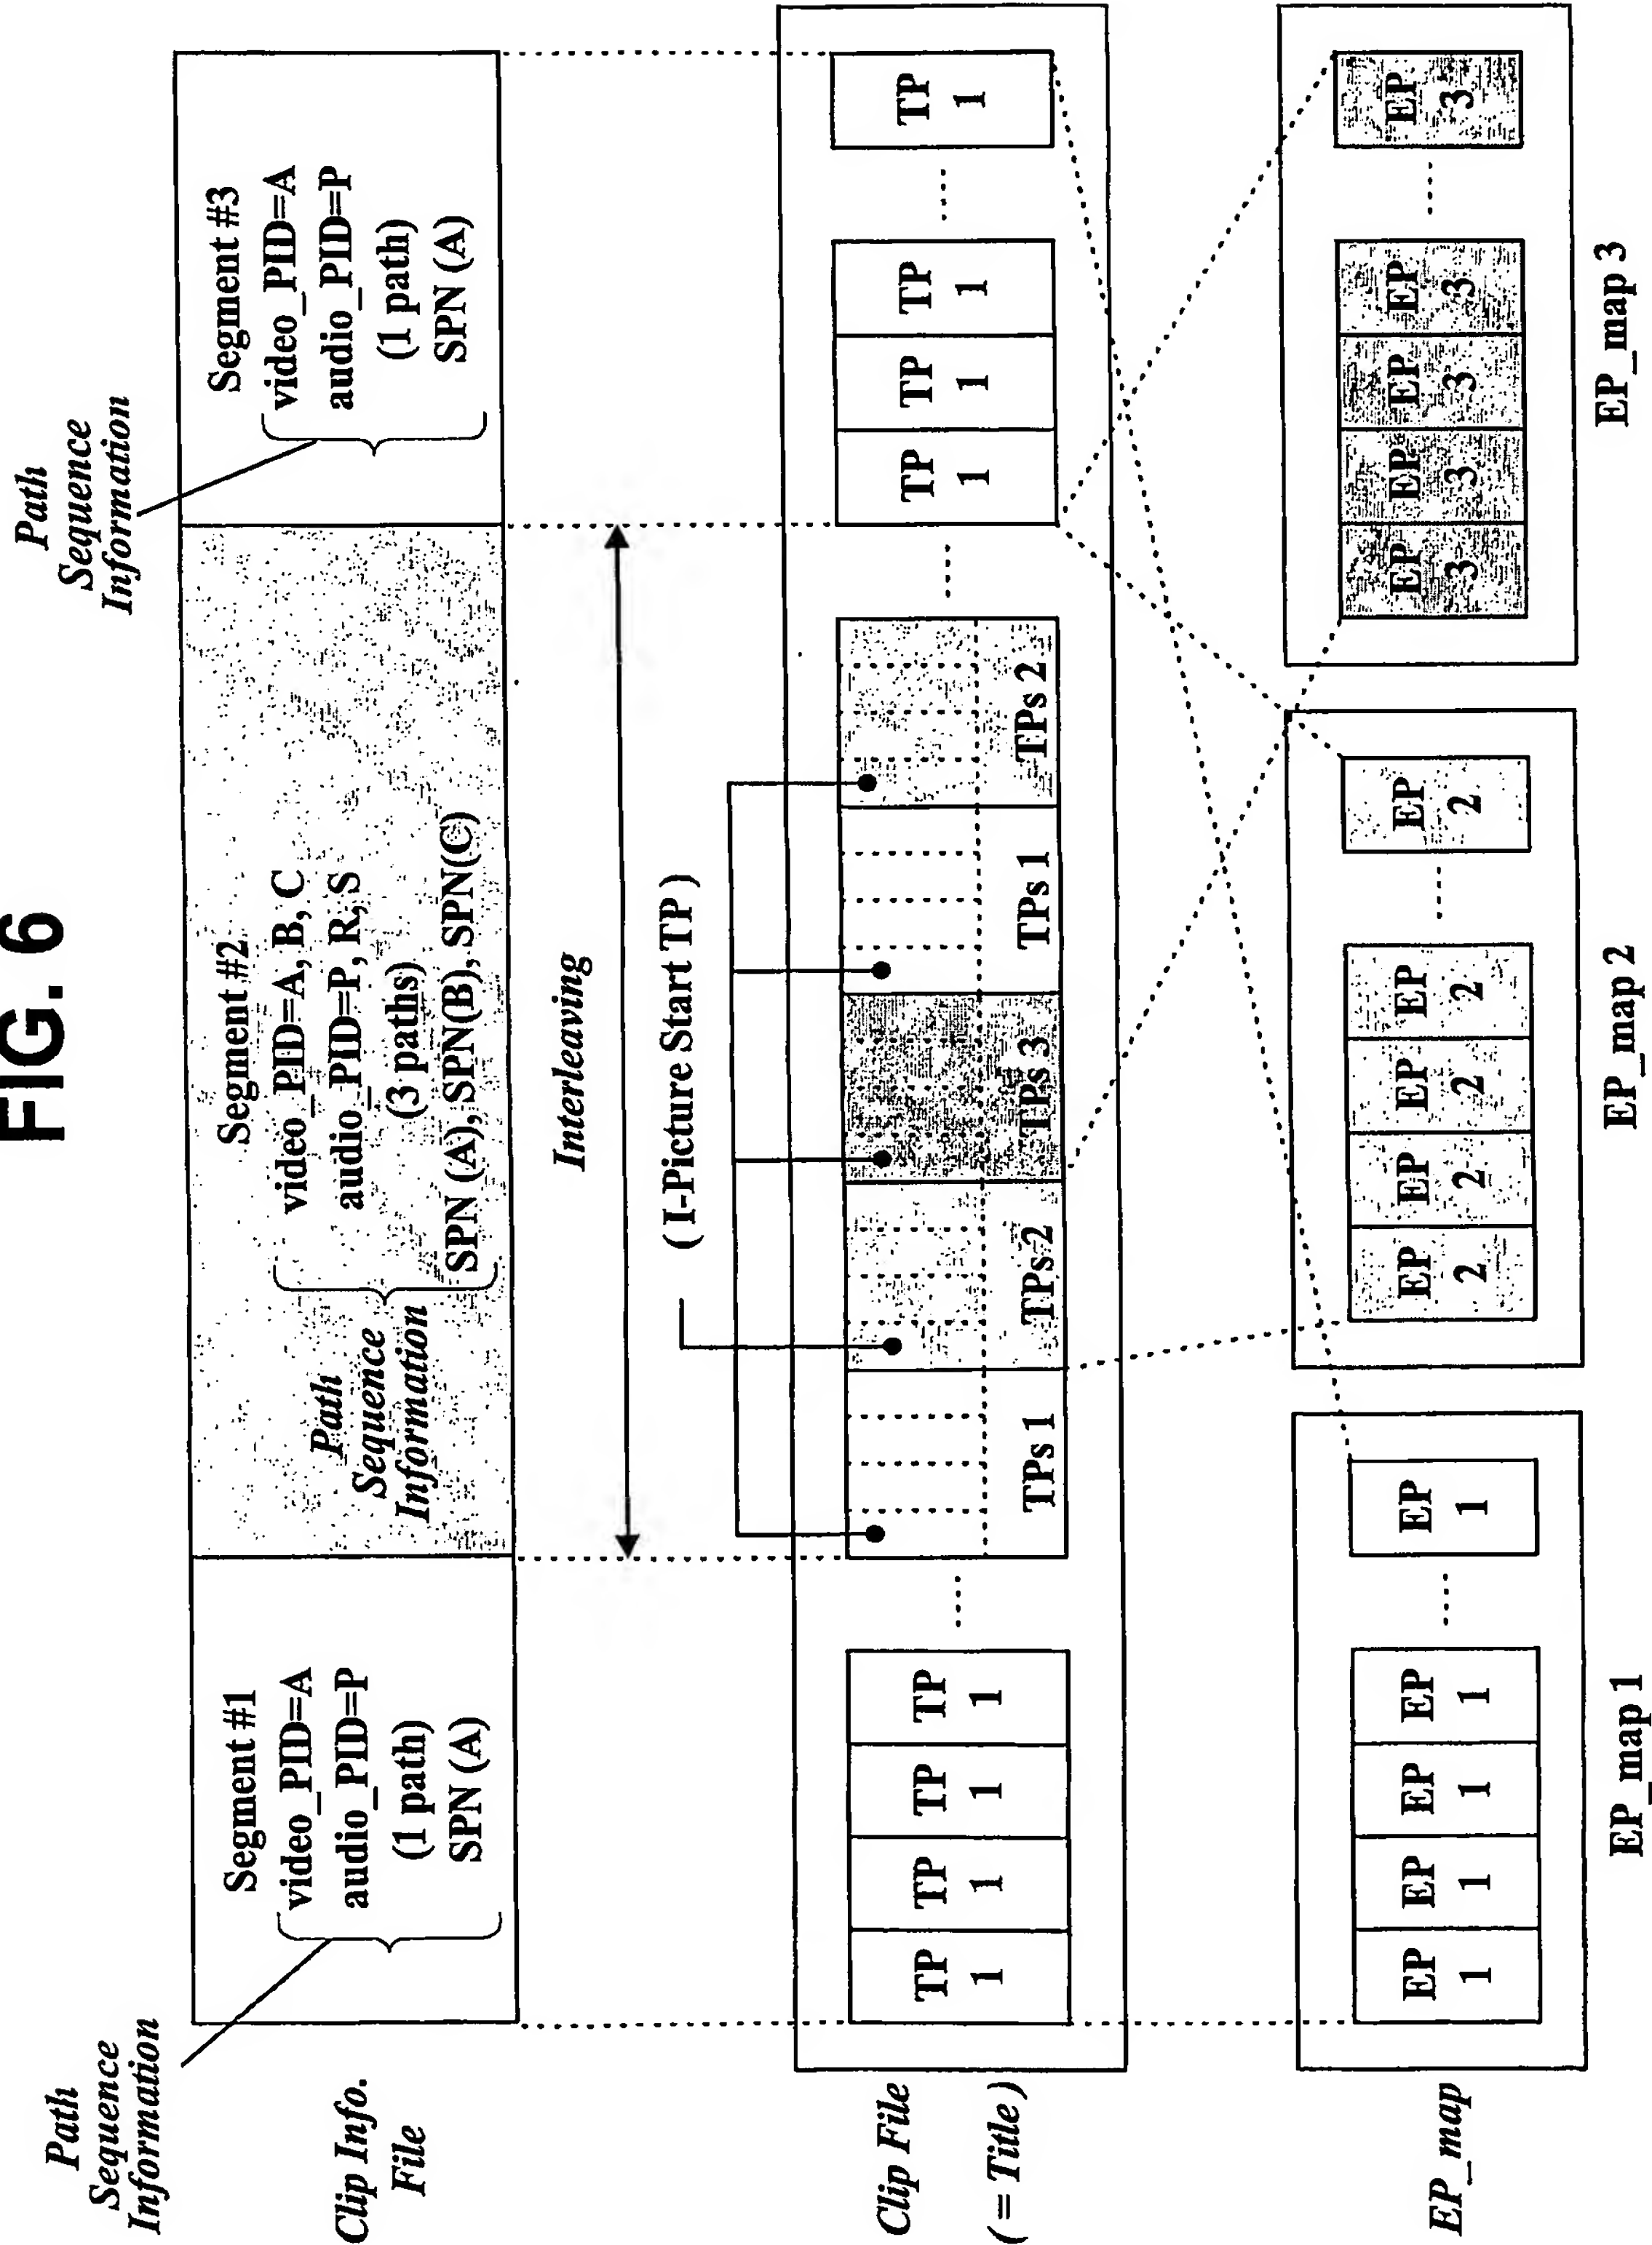 FIG. 6
Path
Sequence
Information
Clip Info.
File
Segment #1
video_PID=A
audio_PID=P
(1 path)
SPN (A)
Path
Sequence
Information
Segment #2
video_PID=A, B, C
audio_PID=P, R, S
(3 paths)
SPN (A), SPN(B), SPN(C)
Path
Sequence
Information
Segment #3
video_PID=A
audio_PID=P
(1 path)
SPN (A)
Interleaving
( I-Picture Start TP )
Clip File
( = Title )
TP
1
TP
1
TP
1
TP
1
TPs 1
TPs 2
TPs 3
TPs 1
TPs 2
TP
1
TP
1
TP
1
TP
1
EP_map
EP
1
EP
1
EP
1
EP
1
EP
1
EP_map 1
EP
2
EP
2
EP
2
EP
2
EP
2
EP_map 2
EP
3
EP
3
EP
3
EP
3
EP
3
EP_map 3